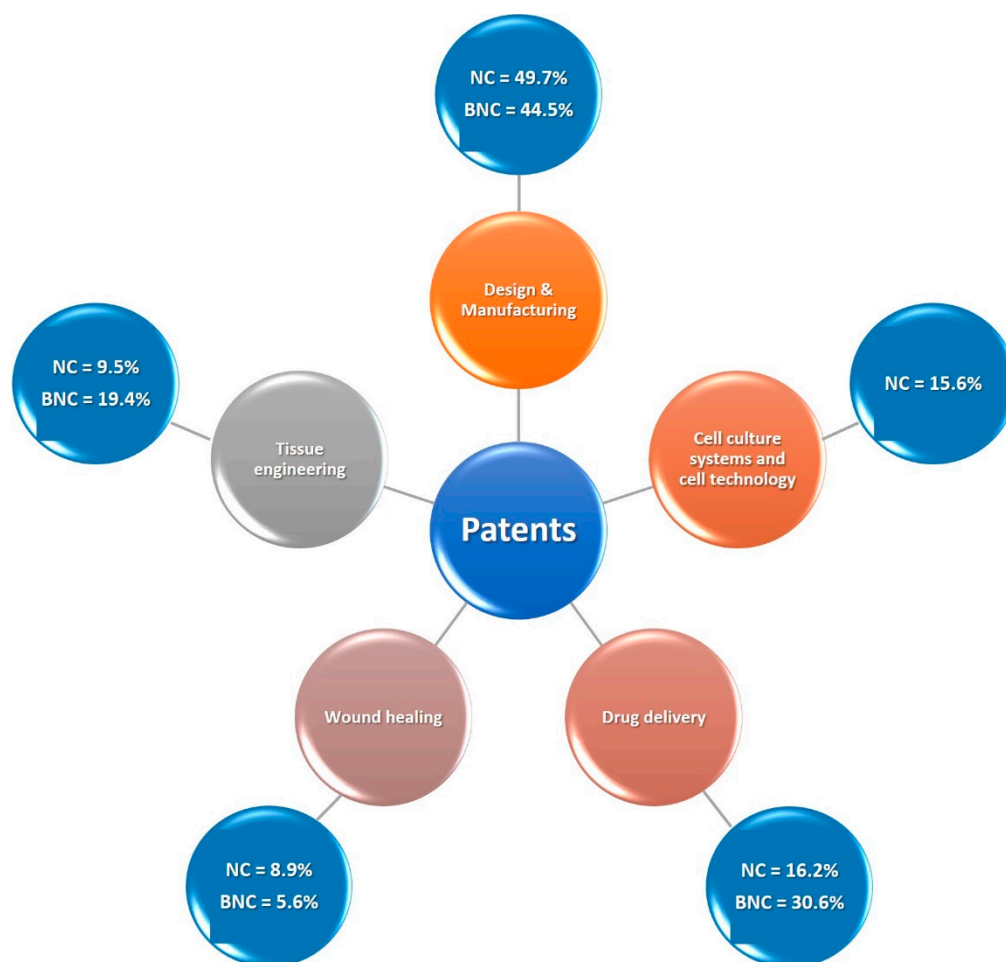 NC = 49.7%
BNC = 44.5%
Design &
Manufacturing
NC = 9.5%
BNC = 19.4%
Tissue
engineering
NC = 15.6%
Cell culture
systems and
cell technology
Patents
Wound healing
Drug delivery
NC = 8.9%
BNC = 5.6%
NC = 16.2%
BNC = 30.6%